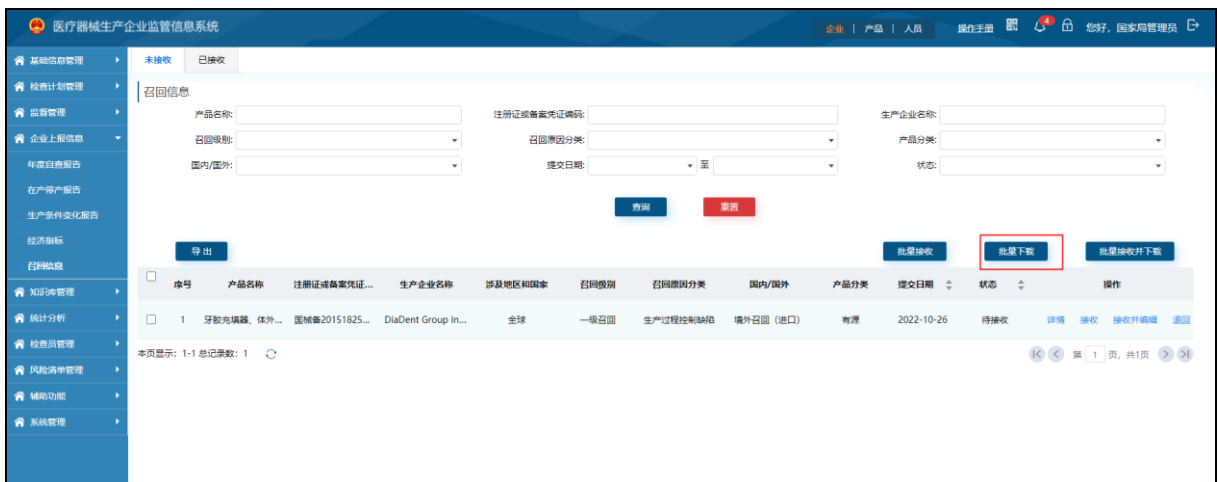 医疗器械生产企业监管信息系统
企业 | 产品 | 人员 操作手册 4 您好，国家局管理员
基础信息管理
检查计划管理
监督管理
企业上报信息
年度自查报告
在产停产报告
生产条件变化报告
经济指标
召回信息
知识库管理
统计分析
检查员管理
风险清单管理
辅助功能
系统管理
未接收 已接收
召回信息
产品名称: 注册证或备案凭证编码: 生产企业名称:
召回级别: 召回原因分类: 产品分类:
国内/国外: 提交日期: 至 状态:
查询 重置
导出 批量接收 批量下载 批量接收并下载
序号 产品名称 注册证或备案凭证... 生产企业名称 涉及地区和国家 召回级别 召回原因分类 国内/国外 产品分类 提交日期 状态 操作
1 牙胶充填器、体外... 国械备20151825... DiaDent Group In... 全球 一级召回 生产过程控制缺陷 境外召回（进口） 有源 2022-10-26 待接收 详情 接收 接收并编辑 退回
本页显示：1-1 总记录数：1 第 1 页，共1页